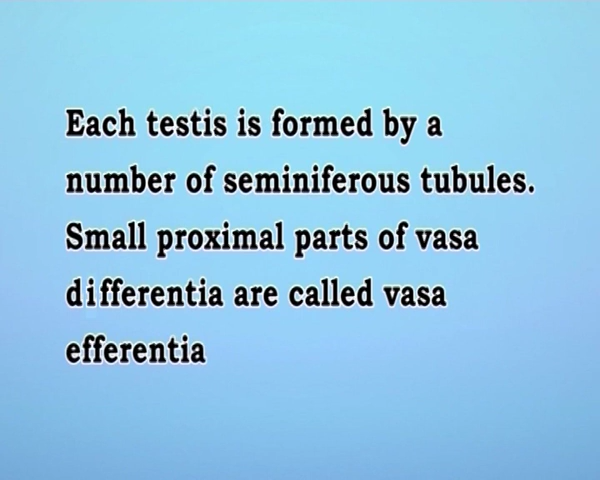 Each testis is formed by a
number of seminiferous tubules.
Small proximal parts of vasa
differentia are called vasa
efferentia